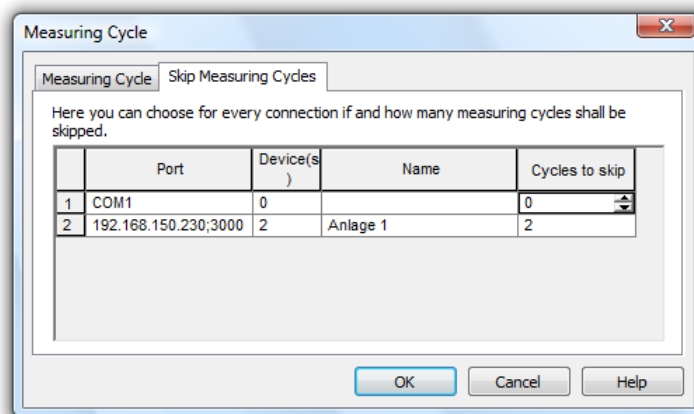 Measuring Cycle
Measuring Cycle Skip Measuring Cycles
Here you can choose for every connection if and how many measuring cycles shall be
skipped.
Port Device(s Name Cycles to skip
)
1 COM1 0 0
2 192.168.150.230;3000 2 Anlage 1 2
OK Cancel Help